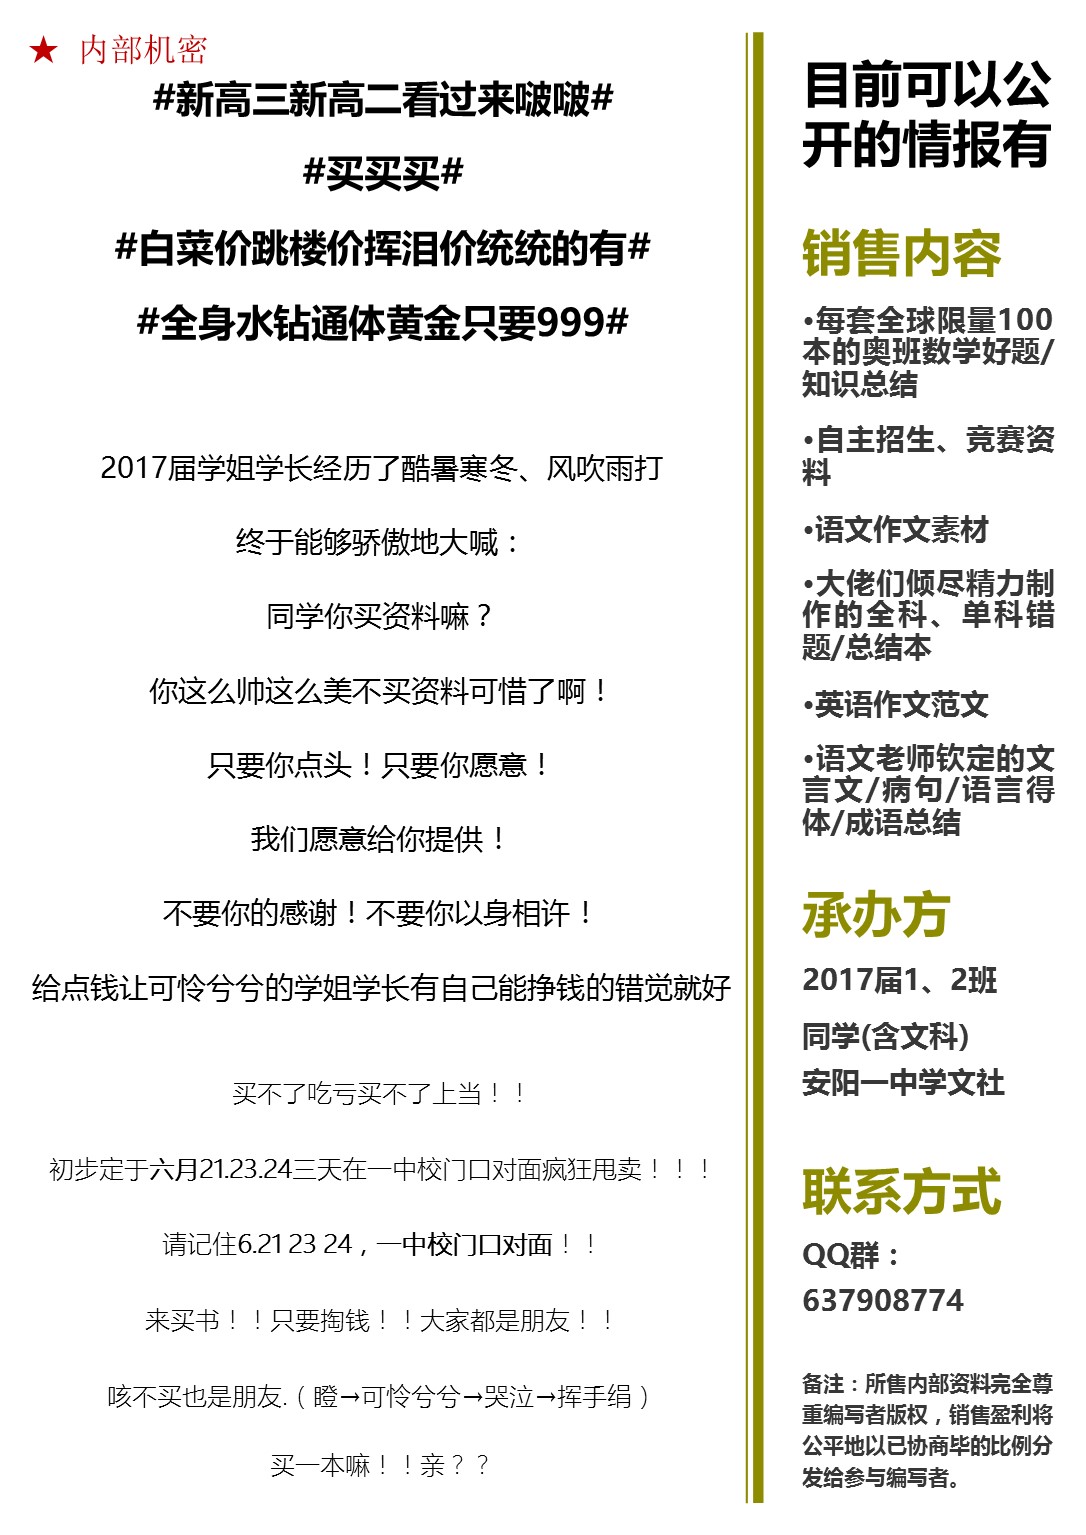 ★ 内部机密
#新高三新高二看过来啵啵#
#买买买#
#白菜价跳楼价挥泪价统统的有#
#全身水钻通体黄金只要999#
2017届学姐学长经历了酷暑寒冬、风吹雨打
终于能够骄傲地大喊：
同学你买资料嘛？
你这么帅这么美不买资料可惜了啊！
只要你点头！只要你愿意！
我们愿意给你提供！
不要你的感谢！不要你以身相许！
给点钱让可怜兮兮的学姐学长有自己能挣钱的错觉就好
买不了吃亏买不了上当！！
初步定于六月21.23.24三天在一中校门口对面疯狂甩卖！！！
请记住6.21 23 24，一中校门口对面！！
来买书！！只要掏钱！！大家都是朋友！！
咳不买也是朋友.（瞪→可怜兮兮→哭泣→挥手绢）
买一本嘛！！亲？？
目前可以公
开的情报有
销售内容
•每套全球限量100
本的奥班数学好题/
知识总结
•自主招生、竞赛资
料
•语文作文素材
•大佬们倾尽精力制
作的全科、单科错
题/总结本
•英语作文范文
•语文老师钦定的文
言文/病句/语言得
体/成语总结
承办方
2017届1、2班
同学(含文科)
安阳一中学文社
联系方式
QQ群：
637908774
备注：所售内部资料完全尊
重编写者版权，销售盈利将
公平地以已协商毕的比例分
发给参与编写者。